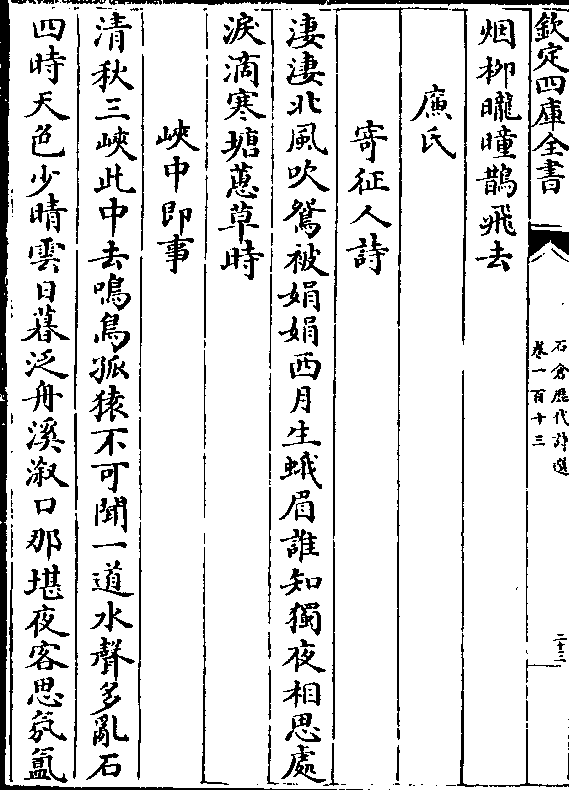 欽定四庫全書
石倉歷代詩選
卷一百十三
二十三
烟柳曨曈鵲飛去
廉氏
寄征人詩
淒淒北風吹鴛被娟娟西月生蛾眉誰知獨夜相思處
淚滴寒塘蕙草時
峽中即事
清秋三峽此中去鳴鳥孤猿不可聞一道水聲多亂石
四時天色少晴雲日暮泛舟溪漵口那堪夜客思氛氳